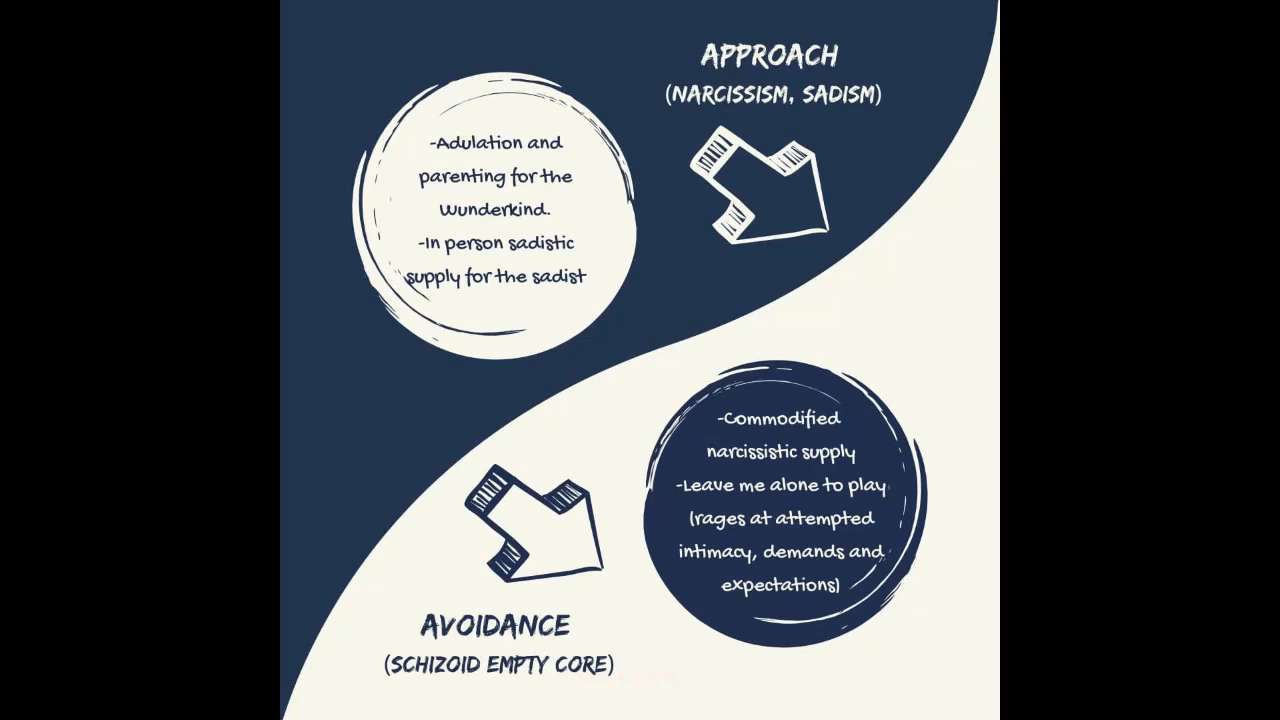 APPROACH
(NARCISSISM, SADISM)
-Adulation and
parenting for the
wunderkind.
-In person sadistic
supply for the sadist
-Commodified
narcissistic supply
-Leave me alone to play
(rages at attempted
intimacy, demands and
expectations)
AVOIDANCE
(SCHIZOID EMPTY CORE)